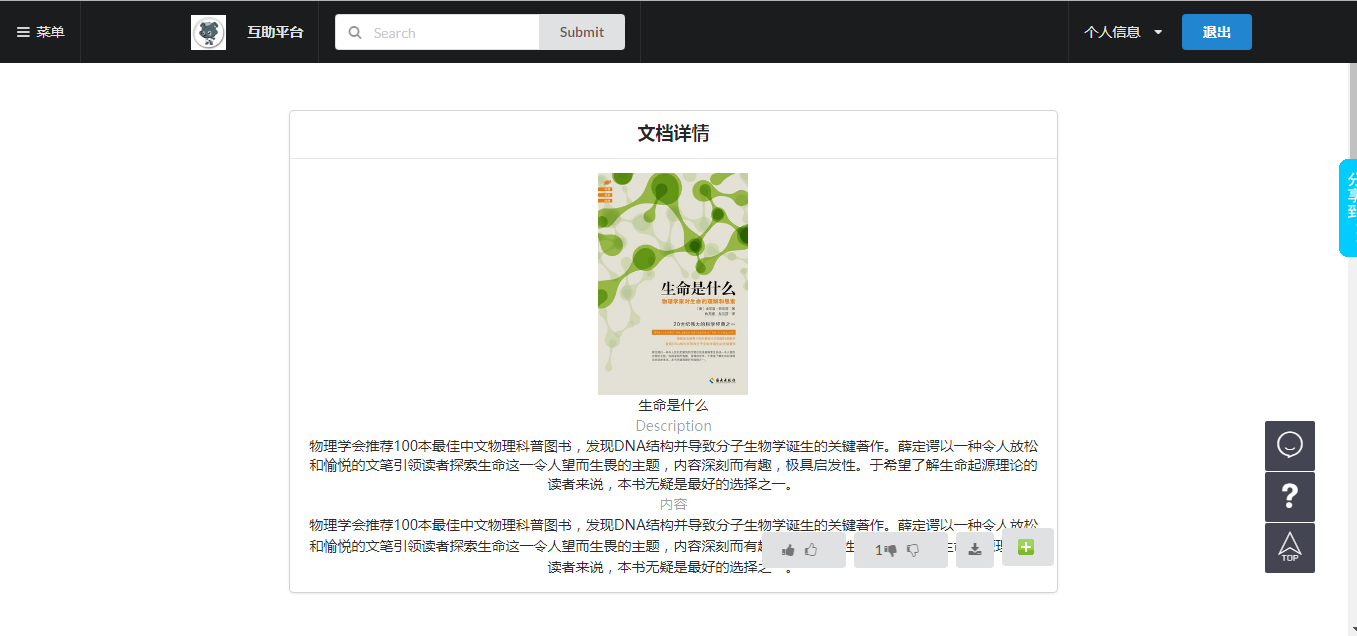 菜单
互助平台
Search
Submit
个人信息
退出
文档详情
分享到
生命是什么
物理学家对生命的理解和思索
20世纪伟大的科学经典之一
生命是什么
Description
物理学会推荐100本最佳中文物理科普图书，发现DNA结构并导致分子生物学诞生的关键著作。薛定谔以一种令人放松
和愉悦的文笔引领读者探索生命这一令人望而生畏的主题，内容深刻而有趣，极具启发性。于希望了解生命起源理论的
读者来说，本书无疑是最好的选择之一。
内容
物理学会推荐100本最佳中文物理科普图书，发现DNA结构并导致分子生物学诞生的关键著作。薛定谔以一种令人放松
和愉悦的文笔引领读者探索生命这一令人望而生畏的主题，内容深刻而有
读者来说，本书无疑是最好的选择之一。
1
?
TOP